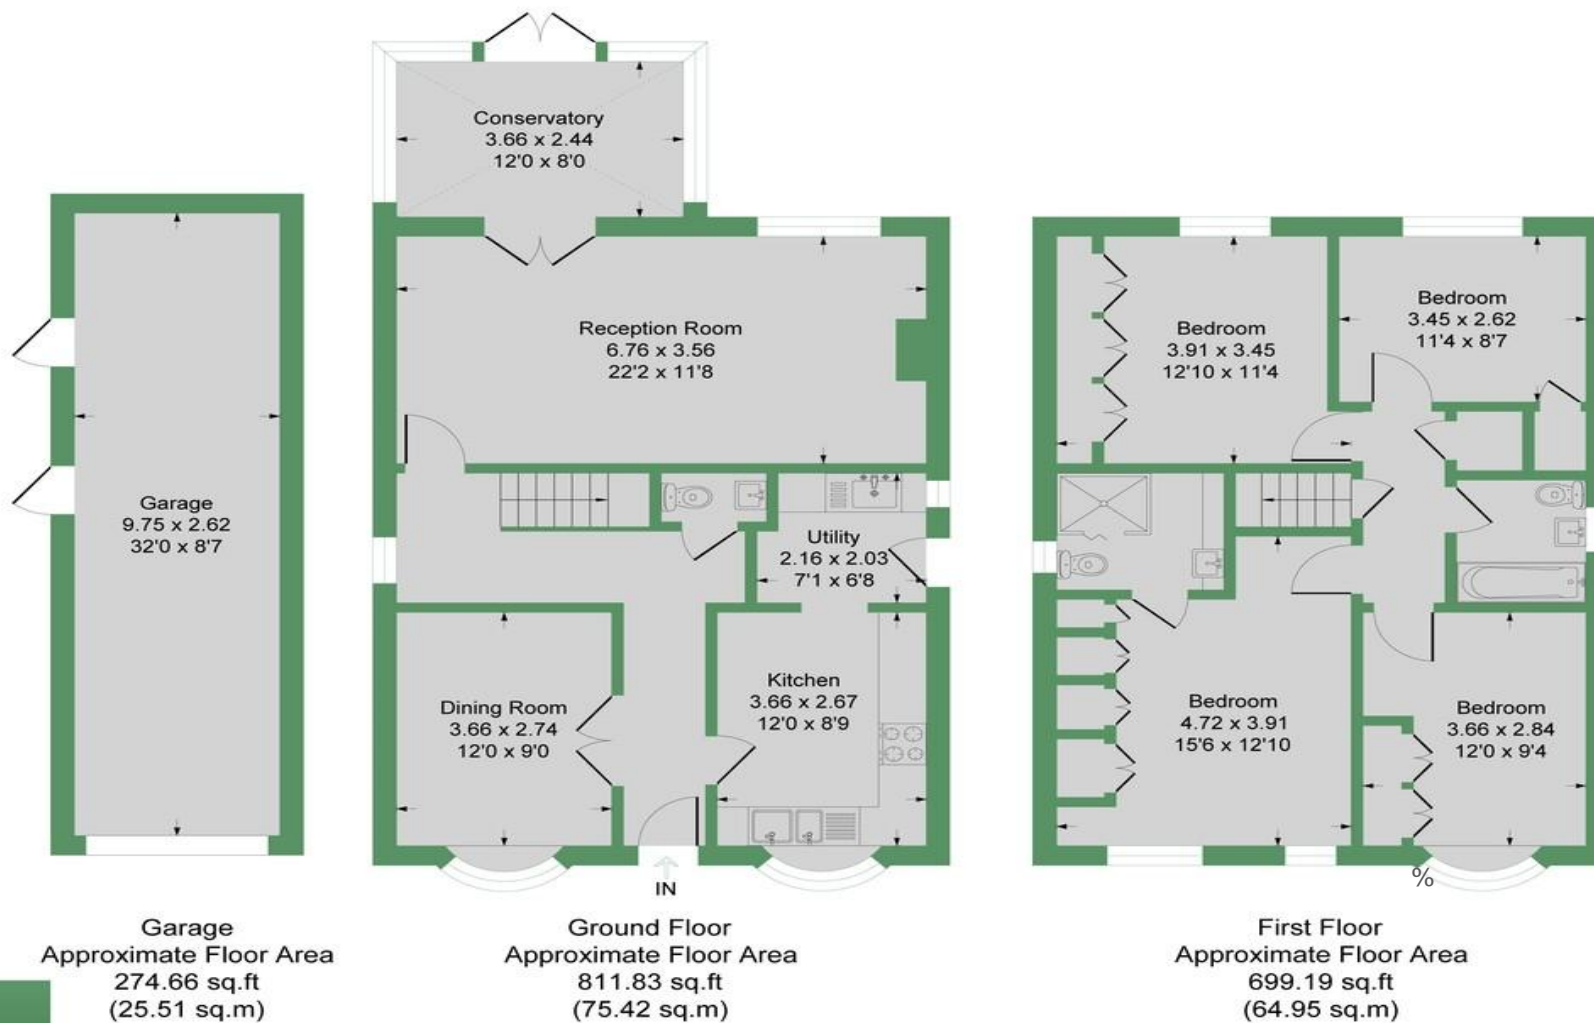 Conservatory
3.66 x 2.44
12'0 x 8'0
Reception Room
6.76 x 3.56
22'2 x 11'8
Garage
9.75 x 2.62
32'0 x 8'7
Utility
2.16 x 2.03
7'1 x 6'8
Dining Room
3.66 x 2.74
12'0 x 9'0
Kitchen
3.66 x 2.67
12'0 x 8'9
IN
Bedroom
3.91 x 3.45
12'10 x 11'4
Bedroom
3.45 x 2.62
11'4 x 8'7
Bedroom
4.72 x 3.91
15'6 x 12'10
Bedroom
3.66 x 2.84
12'0 x 9'4
%
Garage
Approximate Floor Area
274.66 sq.ft
(25.51 sq.m)
Ground Floor
Approximate Floor Area
811.83 sq.ft
(75.42 sq.m)
First Floor
Approximate Floor Area
699.19 sq.ft
(64.95 sq.m)